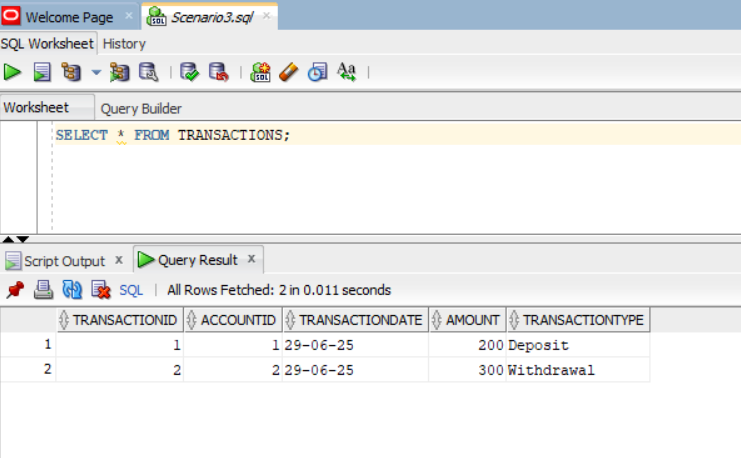 Welcome Page × Scenario3.sql ×
SQL Worksheet History
SQL Aa
Worksheet Query Builder
SELECT * FROM TRANSACTIONS;
Script Output x Query Result x
SQL | All Rows Fetched: 2 in 0.011 seconds
TRANSACTIONID ACCOUNTID TRANSACTIONDATE AMOUNT TRANSACTIONTYPE
1 1 1 29-06-25 200 Deposit
2 2 2 29-06-25 300 Withdrawal